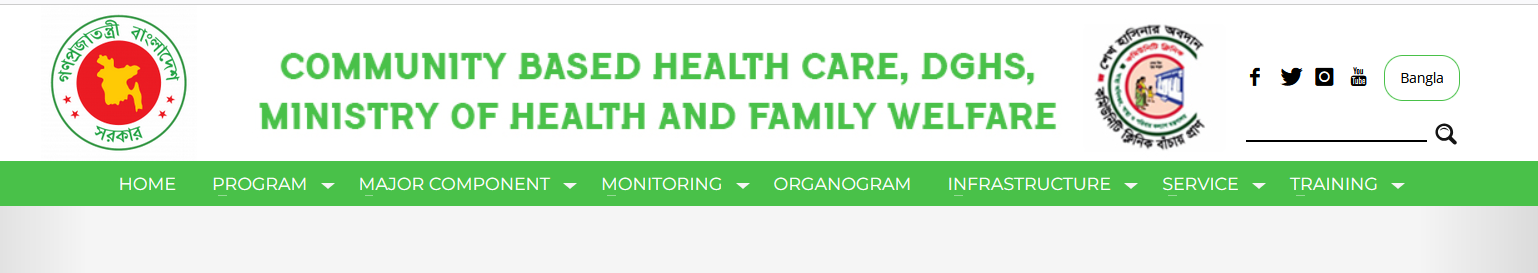 গণপ্রজাতন্ত্রী বাংলাদেশ
সরকার
COMMUNITY BASED HEALTH CARE, DGHS,
MINISTRY OF HEALTH AND FAMILY WELFARE
শেখ হাসিনার অবদান
কমিউনিটি ক্লিনিক বাঁচায় প্রাণ
You
Tube
Bangla
HOME PROGRAM MAJOR COMPONENT MONITORING ORGANOGRAM INFRASTRUCTURE SERVICE TRAINING